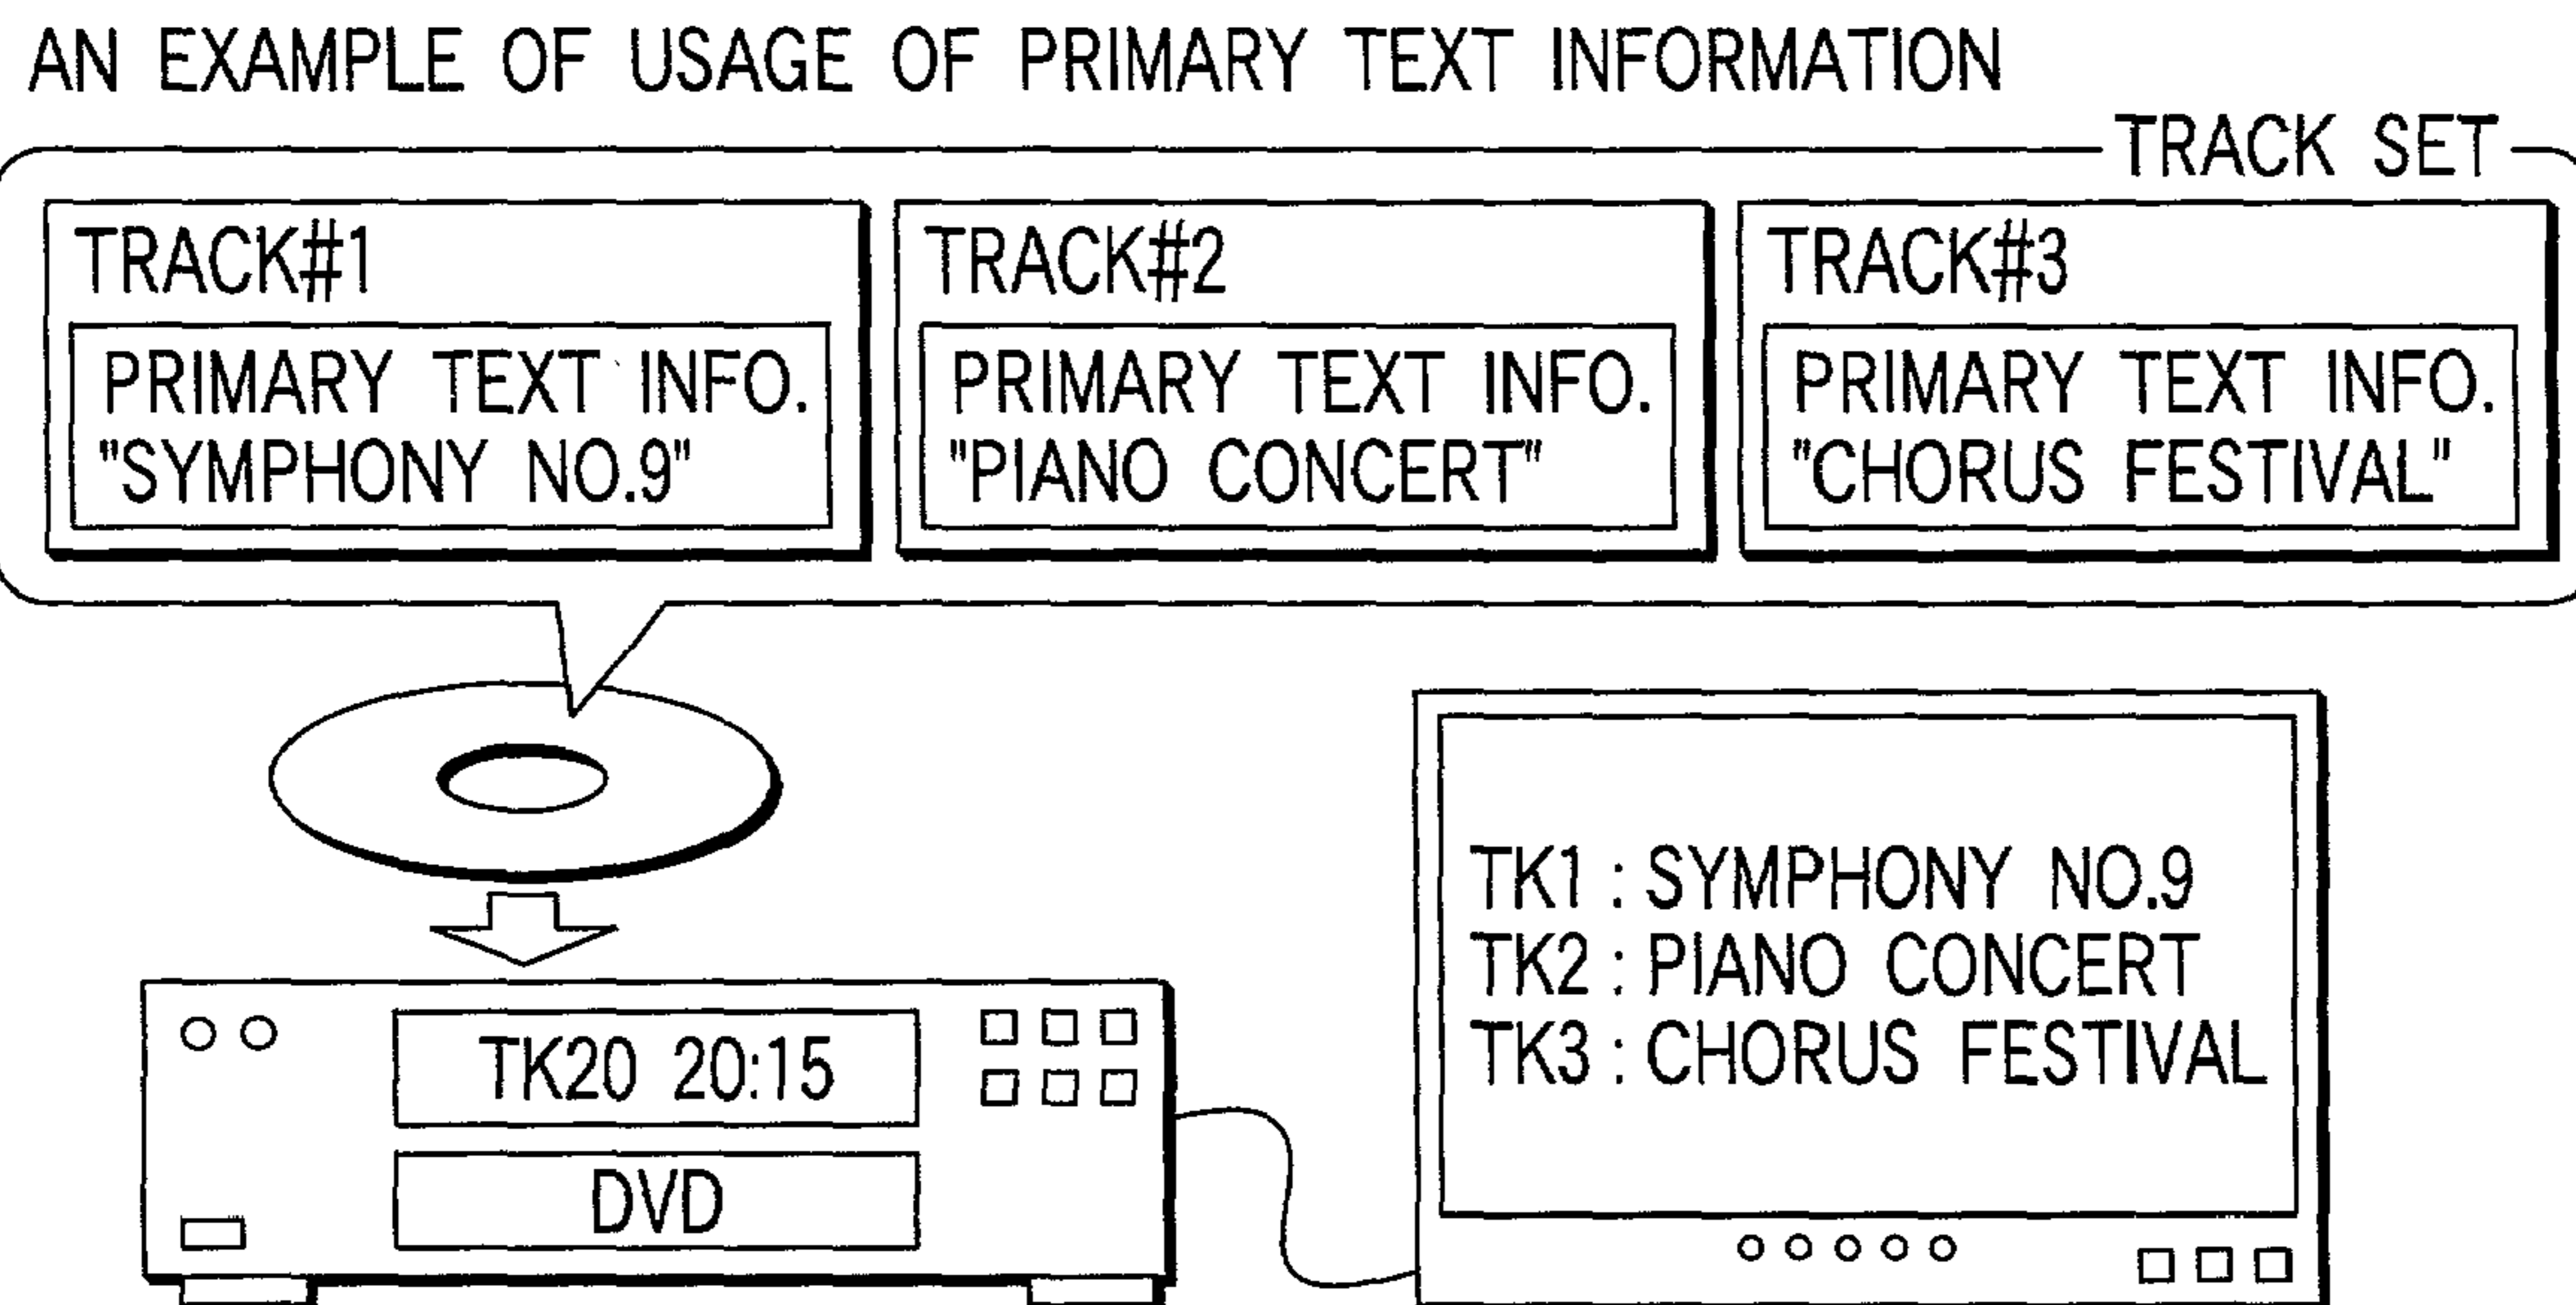 AN EXAMPLE OF USAGE OF PRIMARY TEXT INFORMATION
TRACK SET
TRACK#1
PRIMARY TEXT INFO.
"SYMPHONY NO.9"
TRACK#2
PRIMARY TEXT INFO.
"PIANO CONCERT"
TRACK#3
PRIMARY TEXT INFO.
"CHORUS FESTIVAL"
TK20 20:15
DVD
TK1 : SYMPHONY NO.9
TK2 : PIANO CONCERT
TK3 : CHORUS FESTIVAL